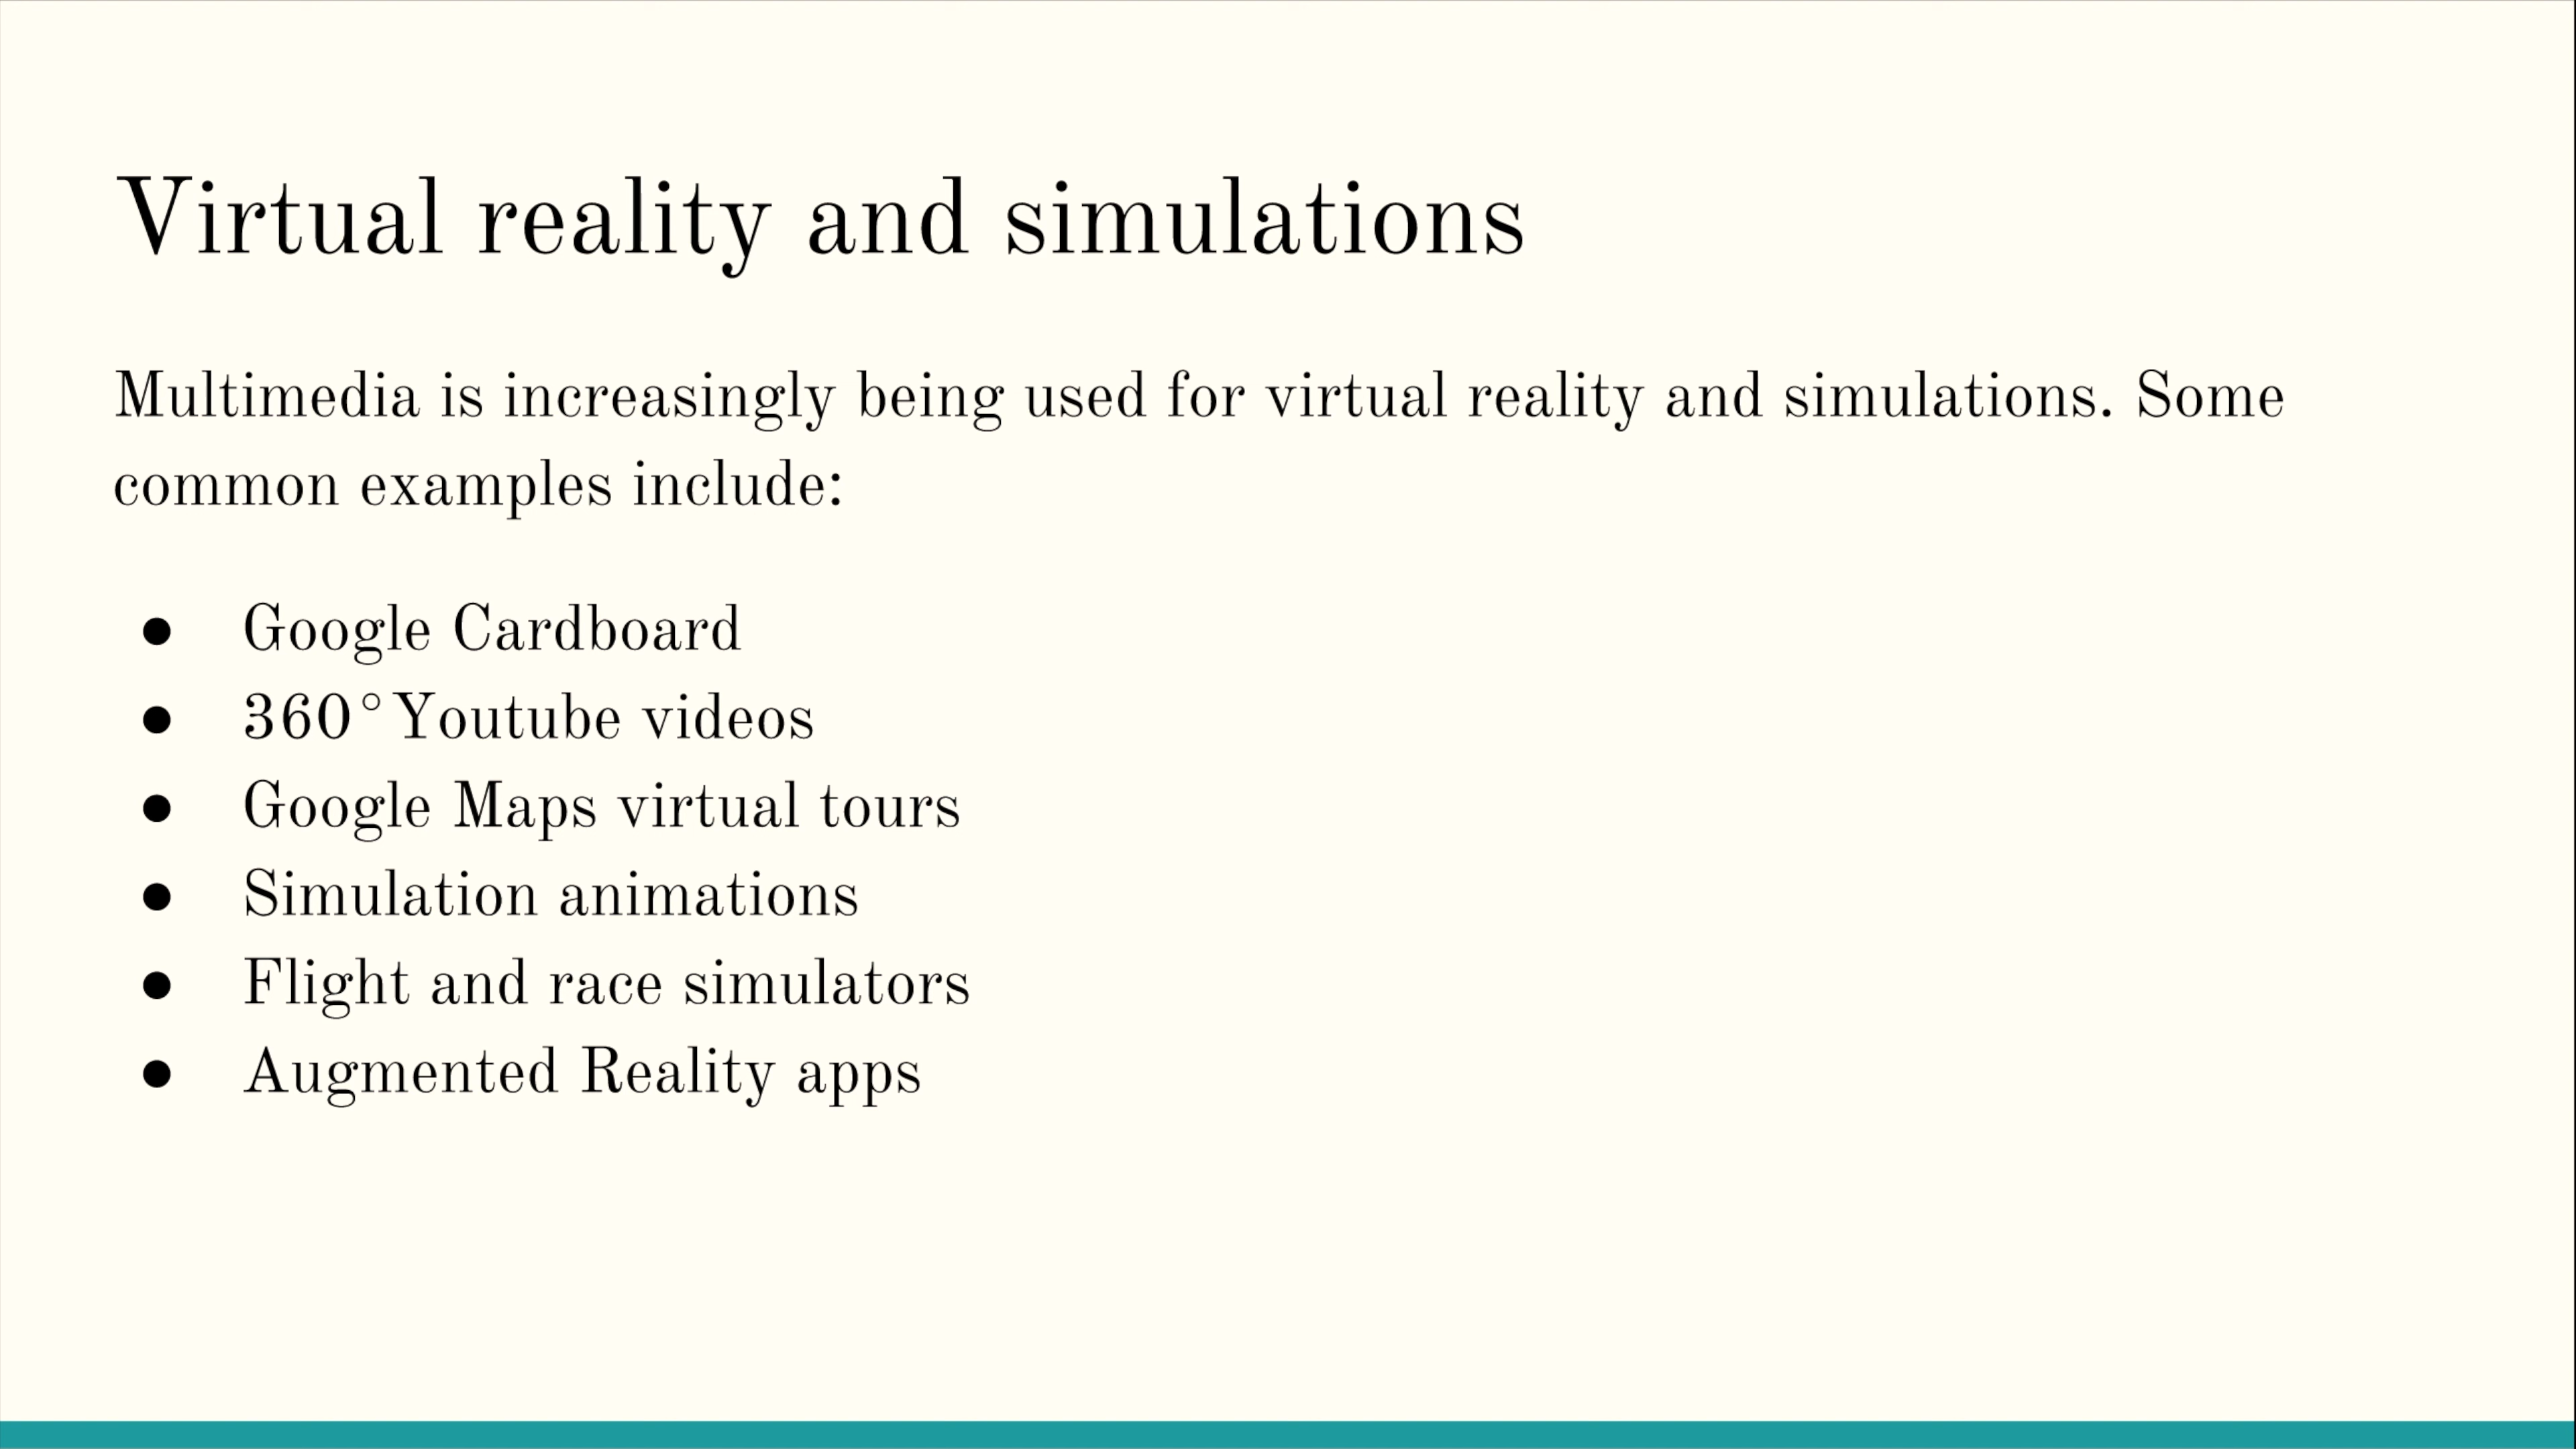 Virtual reality and simulations
Multimedia is increasingly being used for virtual reality and simulations. Some
common examples include:
● Google Cardboard
● 360°Youtube videos
● Google Maps virtual tours
● Simulation animations
● Flight and race simulators
● Augmented Reality apps